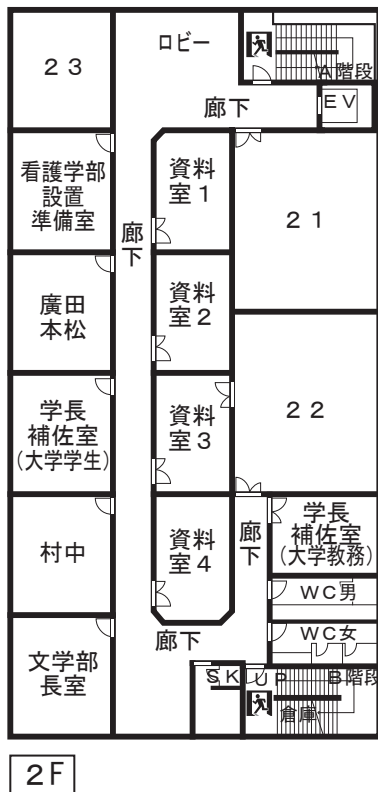 ロビー
２３
Ａ階段
ＥＶ
廊下
看護学部
設置
準備室
資料
室１
２１
廊下
廣田
本松
資料
室２
学長
補佐室
(大学学生)
資料
室３
２２
村中
資料
室４
廊下
学長
補佐室
(大学教務)
ＷＣ男
ＷＣ女
文学部
長室
廊下
ＳＫ
ＵＰ
Ｂ階段
倉庫
２Ｆ